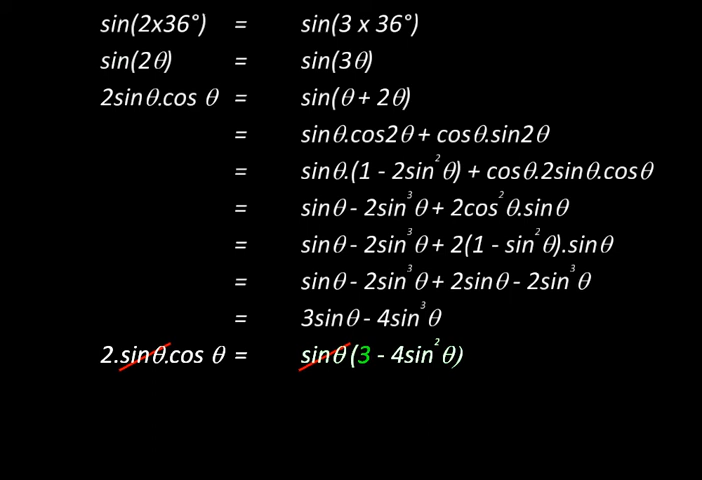 sin(2x36°) = sin(3 x 36°)
sin(2θ) = sin(3θ)
2sinθ.cos θ = sin(θ + 2θ)
= sinθ.cos2θ + cosθ.sin2θ
= sinθ.(1 - 2sin²θ) + cosθ.2sinθ.cosθ
= sinθ - 2sin³θ + 2cos²θ.sinθ
= sinθ - 2sin³θ + 2(1 - sin²θ).sinθ
= sinθ - 2sin³θ + 2sinθ - 2sin³θ
= 3sinθ - 4sin³θ
2.sinθ.cos θ = sinθ (3 - 4sin²θ)